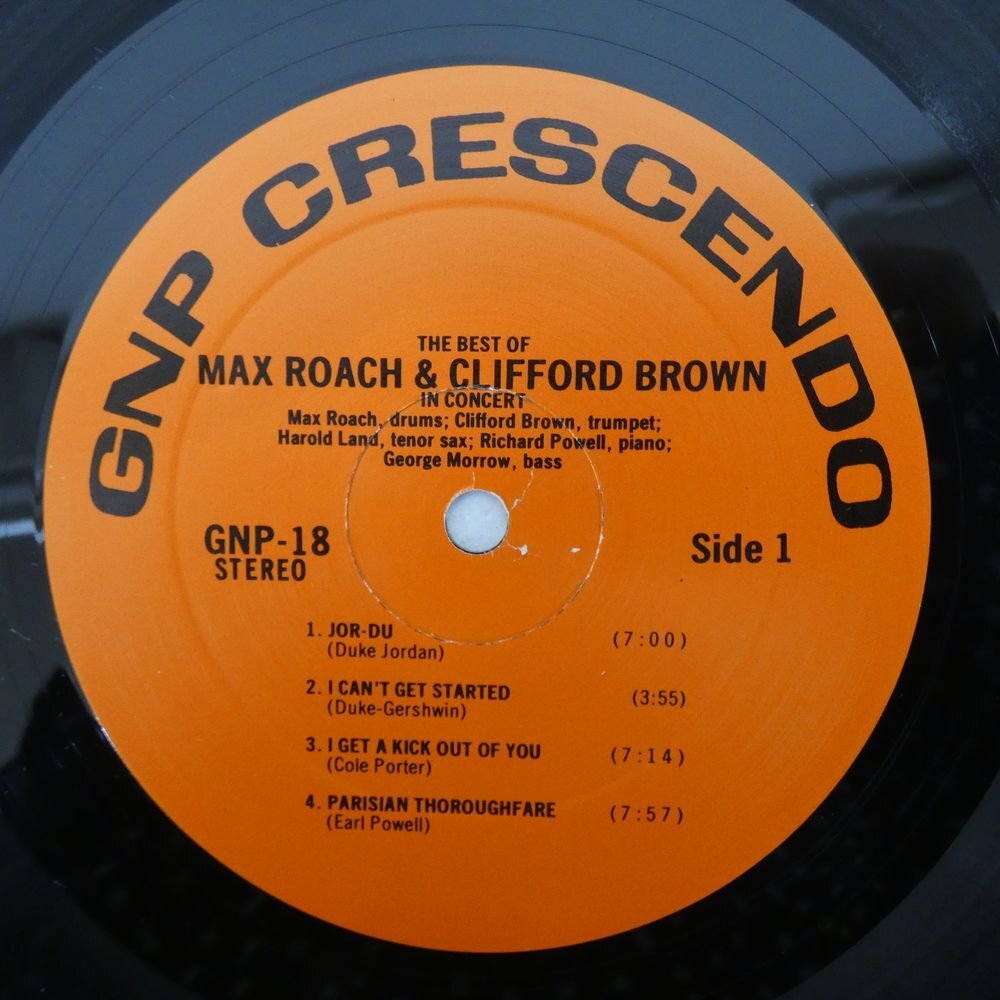 GNP CRESCENDO
THE BEST OF
MAX ROACH & CLIFFORD BROWN
IN CONCERT
Max Roach, drums; Clifford Brown, trumpet;
Harold Land, tenor sax; Richard Powell, piano;
George Morrow, bass
GNP-18
STEREO
Side 1
1. JOR-DU (7:00)
(Duke Jordan)
2. I CAN'T GET STARTED (3:55)
(Duke-Gershwin)
3. I GET A KICK OUT OF YOU (7:14)
(Cole Porter)
4. PARISIAN THOROUGHFARE (7:57)
(Earl Powell)